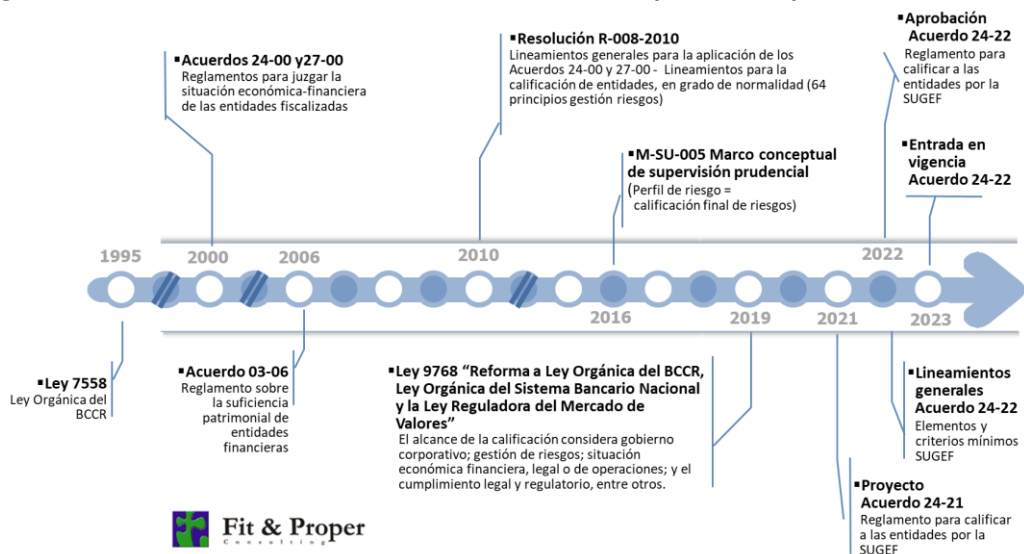 ▪Acuerdos 24-00 y27-00
Reglamentos para juzgar la
situación económica-financiera
de las entidades fiscalizadas
▪Resolución R-008-2010
Lineamientos generales para la aplicación de los
Acuerdos 24-00 y 27-00 - Lineamientos para la
calificación de entidades, en grado de normalidad (64
principios gestión riesgos)
▪M-SU-005 Marco conceptual
de supervisión prudencial
(Perfil de riesgo =
calificación final de riesgos)
▪Aprobación
Acuerdo 24-22
Reglamento para
calificar a las
entidades por la
SUGEF
▪Entrada en
vigencia
Acuerdo 24-22
1995
2000
2006
2010
2022
2016
2019
2021
2023
▪Ley 7558
Ley Orgánica del
BCCR
▪Acuerdo 03-06
Reglamento sobre
la suficiencia
patrimonial de
entidades
financieras
▪Ley 9768 “Reforma a Ley Orgánica del BCCR,
Ley Orgánica del Sistema Bancario Nacional
y la Ley Reguladora del Mercado de
Valores”
El alcance de la calificación considera gobierno
corporativo; gestión de riesgos; situación
económica financiera, legal o de operaciones; y el
cumplimiento legal y regulatorio, entre otros.
▪Lineamientos
generales
Acuerdo 24-22
Elementos y
criterios mínimos
SUGEF
▪Proyecto
Acuerdo 24-21
Reglamento para calificar
a las entidades por la
SUGEF
Fit & Proper
Consulting